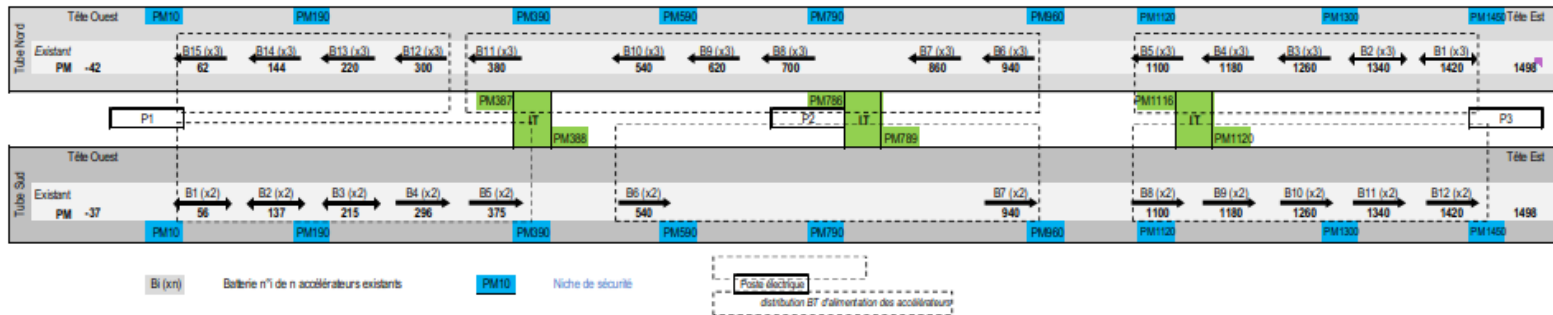 Tête Ouest PM10 PM190 PM390 PM590 PM790 PM960 PM1120 PM1300 PM1450 Tête Est
Tube Nord
Existant B15 (x3) B14 (x3) B13 (x3) B12 (x3) B11 (x3) B10 (x3) B9 (x3) B8 (x3) B7 (x3) B6 (x3) B5 (x3) B4 (x3) B3 (x3) B2 (x3) B1 (x3)
PM -42 62 144 220 300 380 540 620 700 860 940 1100 1180 1260 1340 1420 1498
PM387 PM786 PM1116
P1 IT P2 IT IT P3
PM388 PM789 PM1120
Tête Ouest Tête Est
Tube Sud
Existant B1 (x2) B2 (x2) B3 (x2) B4 (x2) B5 (x2) B6 (x2) B7 (x2) B8 (x2) B9 (x2) B10 (x2) B11 (x2) B12 (x2)
PM -37 56 137 215 296 375 540 940 1100 1180 1260 1340 1420 1498
PM10 PM190 PM390 PM590 PM790 PM960 PM1120 PM1300 PM1450
Bi (xn) Batterie n°i de n accélérateurs existants PM10 Niche de sécurité Poste électrique
distribution BT d'alimentation des accélérateurs